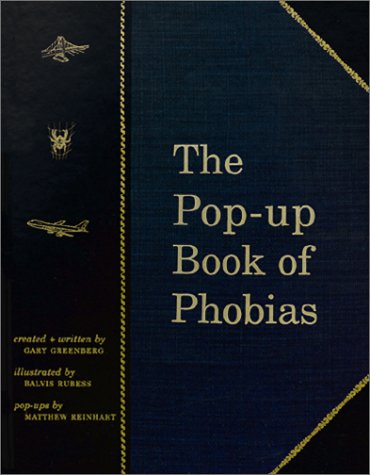 The
Pop-up
Book of
Phobias
created + written by
GARY GREENBERG
illustrated by
BALVIS RUBESS
pop-ups by
MATTHEW REINHART